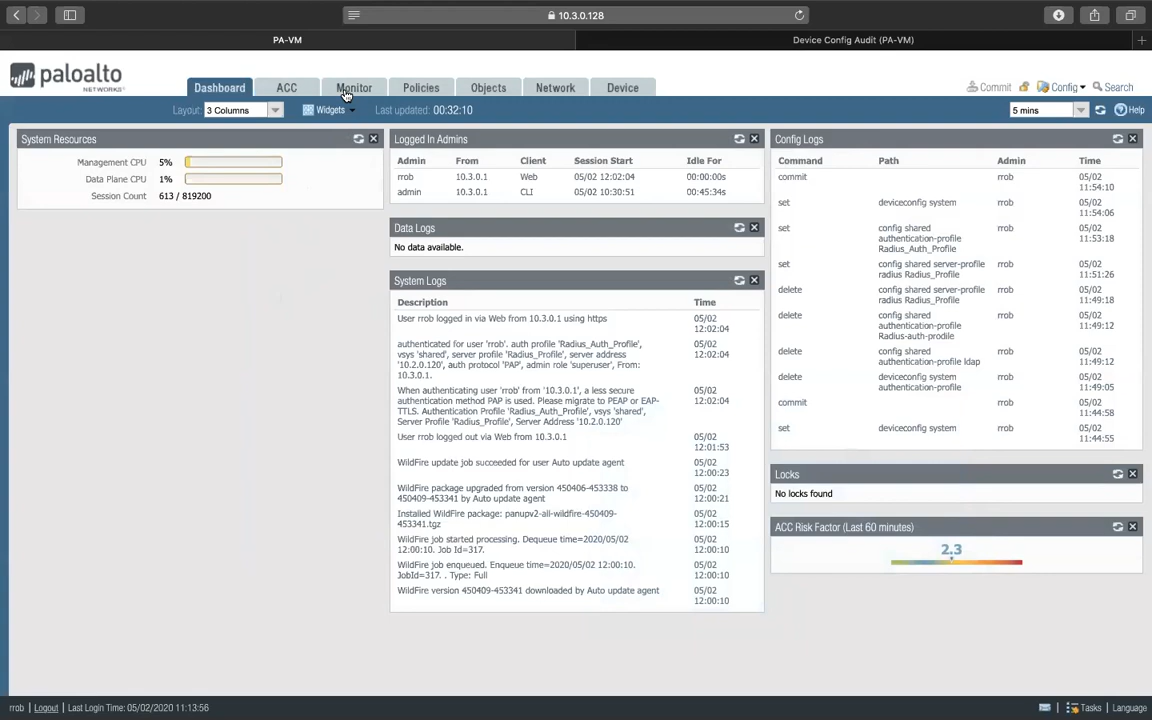 10.3.0.128
PA-VM
Device Config Audit (PA-VM)
paloalto
NETWORKS
Dashboard
ACC
Monitor
Policies
Objects
Network
Device
Commit
Config
Search
Layout: 3 Columns
Widgets
Last updated: 00:32:10
5 mins
Help
System Resources
Management CPU 5%
Data Plane CPU 1%
Session Count 613 / 819200
Logged In Admins
Admin From Client Session Start Idle For
rrob 10.3.0.1 Web 05/02 12:02:04 00:00:00s
admin 10.3.0.1 CLI 05/02 10:30:51 00:45:34s
Data Logs
No data available.
System Logs
Description Time
User rrob logged in via Web from 10.3.0.1 using https 05/02
12:02:04
authenticated for user 'rrob'. auth profile 'Radius_Auth_Profile', 05/02
vsys 'shared', server profile 'Radius_Profile', server address 12:02:04
'10.2.0.120', auth protocol 'PAP', admin role 'superuser', From:
10.3.0.1.
When authenticating user 'rrob' from '10.3.0.1', a less secure 05/02
authentication method PAP is used. Please migrate to PEAP or EAP- 12:02:04
TTLS. Authentication Profile 'Radius_Auth_Profile', vsys 'shared',
Server Profile 'Radius_Profile', Server Address '10.2.0.120'
User rrob logged out via Web from 10.3.0.1 05/02
12:01:53
WildFire update job succeeded for user Auto update agent 05/02
12:00:23
WildFire package upgraded from version 450406-453338 to 05/02
450409-453341 by Auto update agent 12:00:21
Installed WildFire package: panupv2-all-wildfire-450409- 05/02
453341.tgz 12:00:15
WildFire job started processing. Dequeue time=2020/05/02 05/02
12:00:10. Job Id=317. 12:00:10
WildFire job enqueued. Enqueue time=2020/05/02 12:00:10. 05/02
JobId=317. . Type: Full 12:00:10
WildFire version 450409-453341 downloaded by Auto update agent 05/02
12:00:10
Config Logs
Command Path Admin Time
commit rrob 05/02
11:54:10
set deviceconfig system rrob 05/02
11:54:06
set config shared rrob 05/02
authentication-profile 11:53:18
Radius_Auth_Profile
set config shared server-profile rrob 05/02
radius Radius_Profile 11:51:26
delete config shared server-profile rrob 05/02
radius Radius_Profile 11:49:18
delete config shared rrob 05/02
authentication-profile 11:49:12
Radius-auth-prodile
delete config shared rrob 05/02
authentication-profile ldap 11:49:12
delete deviceconfig system rrob 05/02
authentication-profile 11:49:05
commit rrob 05/02
11:44:58
set deviceconfig system rrob 05/02
11:44:55
Locks
No locks found
ACC Risk Factor (Last 60 minutes)
2.3
rrob | Logout | Last Login Time: 05/02/2020 11:13:56
Tasks | Language